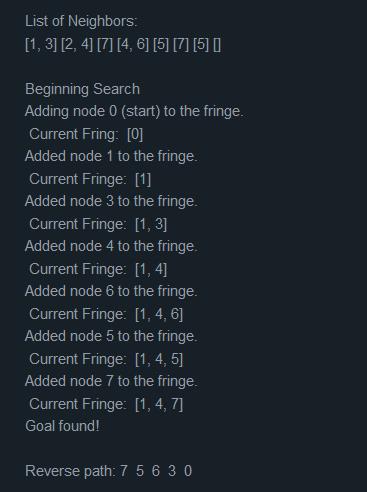 List of Neighbors:
[1, 3] [2, 4] [7] [4, 6] [5] [7] [5] []
Beginning Search
Adding node 0 (start) to the fringe.
Current Fring: [0]
Added node 1 to the fringe.
Current Fringe: [1]
Added node 3 to the fringe.
Current Fringe: [1, 3]
Added node 4 to the fringe.
Current Fringe: [1, 4]
Added node 6 to the fringe.
Current Fringe: [1, 4, 6]
Added node 5 to the fringe.
Current Fringe: [1, 4, 5]
Added node 7 to the fringe.
Current Fringe: [1, 4, 7]
Goal found!
Reverse path: 7 5 6 3 0